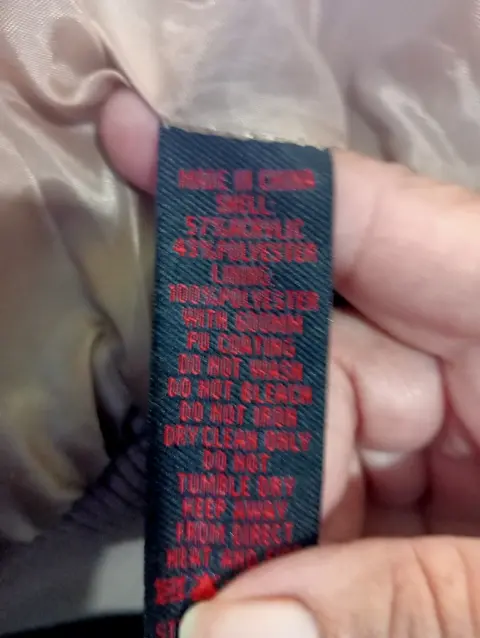 MADE IN CHINA
SHELL:
57%ACRYLIC
43%POLYESTER
LINING:
100%POLYESTER
WITH 600MM
PU COATING
DO NOT WASH
DO NOT BLEACH
DO NOT IRON
DRY CLEAN ONLY
DO NOT
TUMBLE DRY
KEEP AWAY
FROM DIRECT
HEAT AND